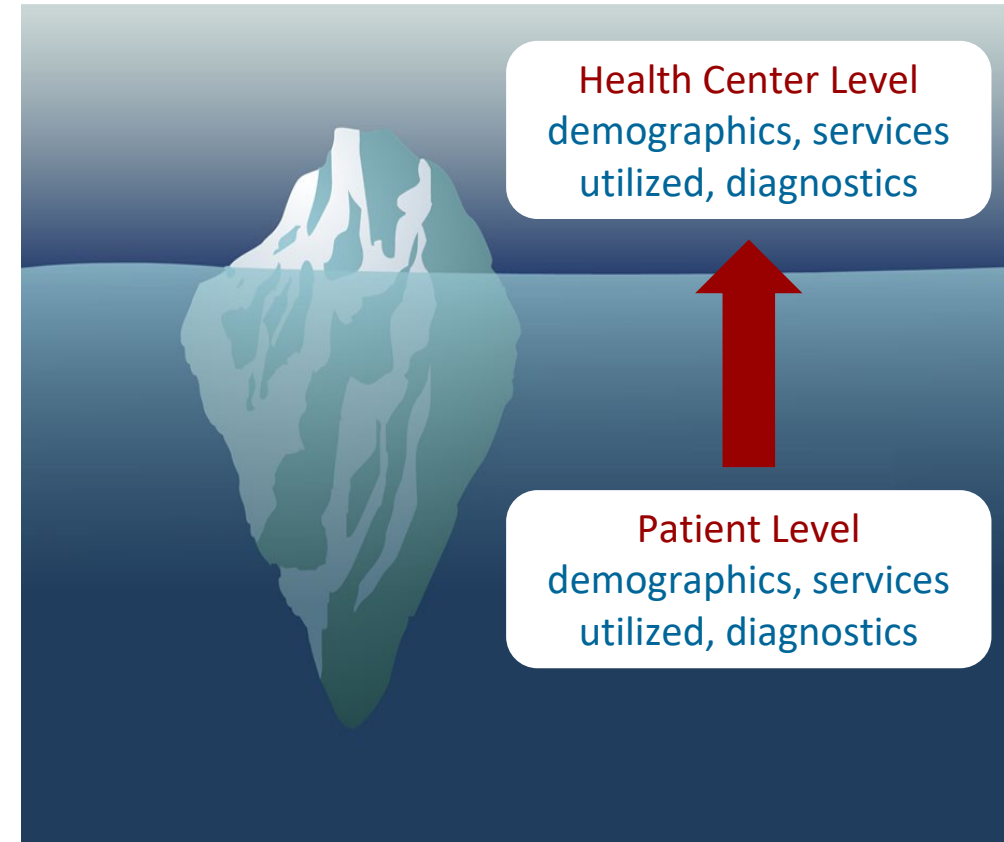 Health Center Level
demographics, services
utilized, diagnostics
Patient Level
demographics, services
utilized, diagnostics